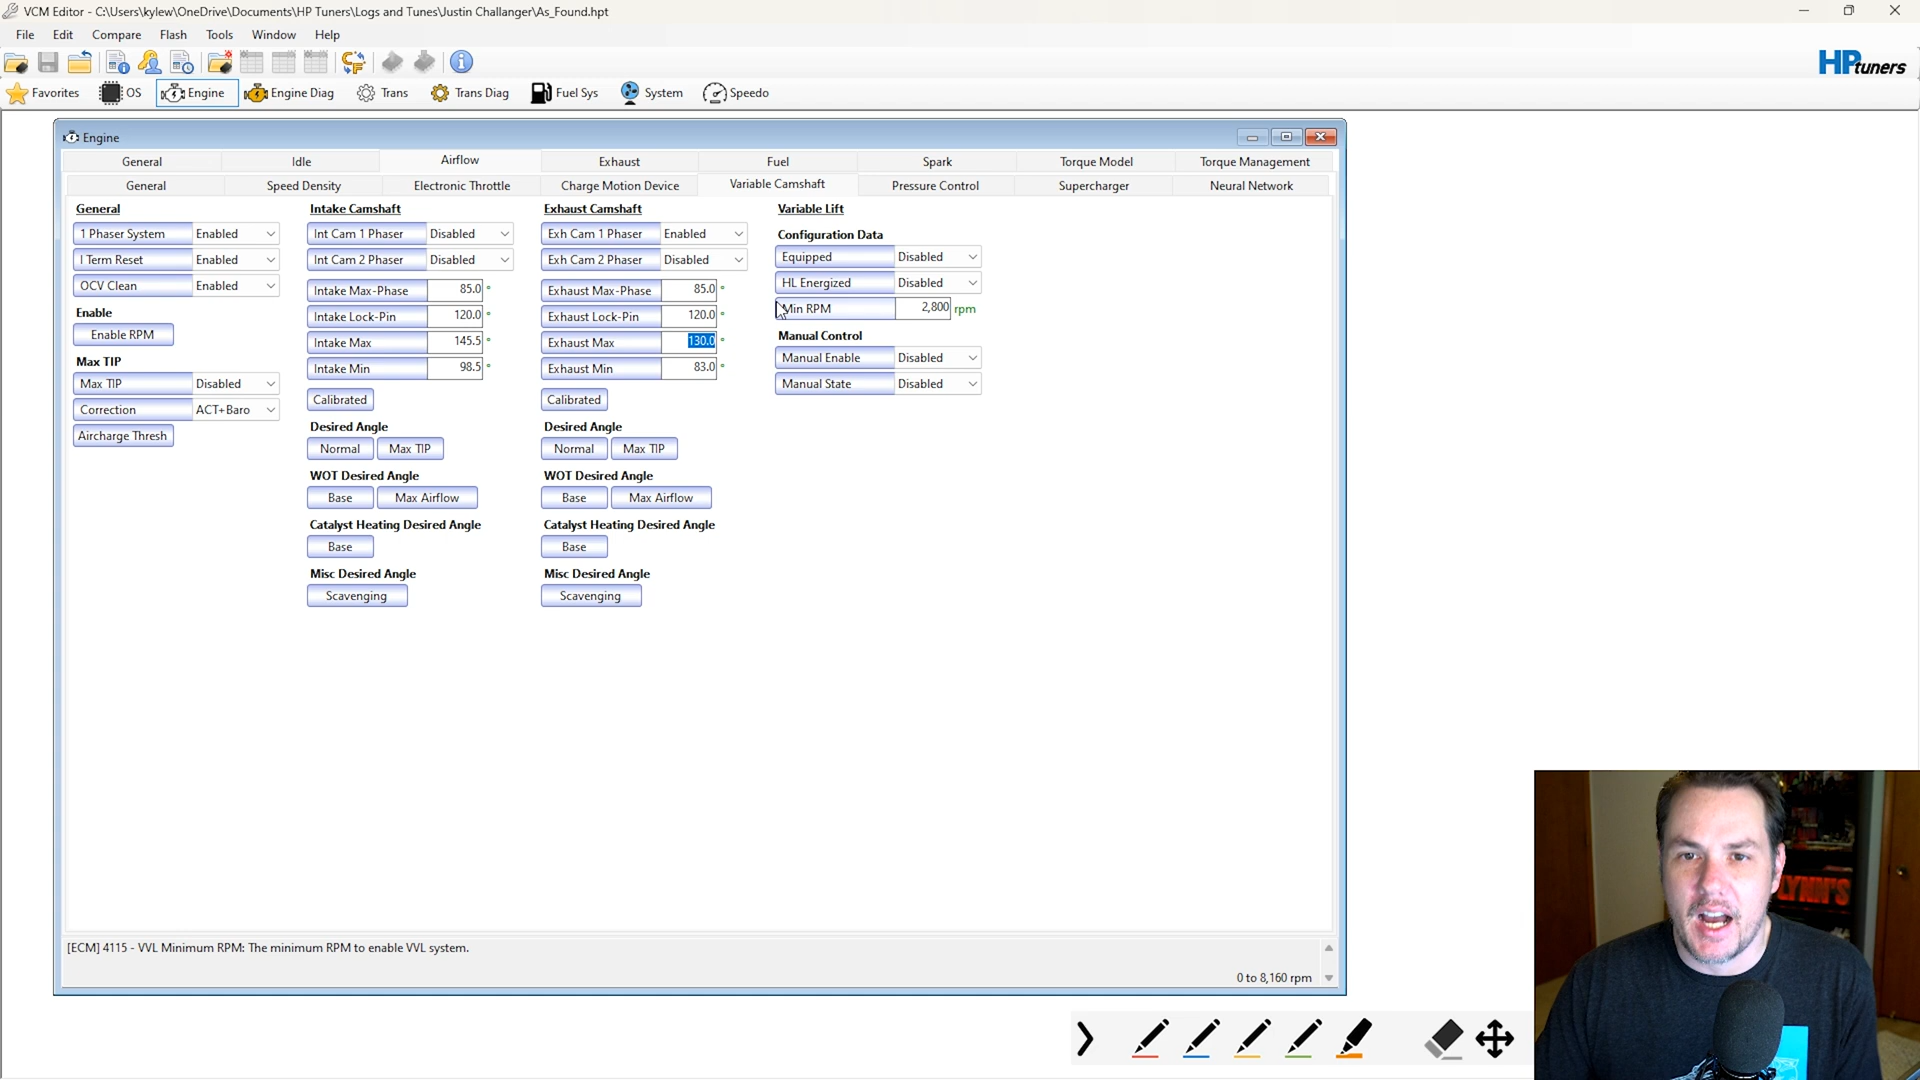 VCM Editor - C:\Users\kylew\OneDrive\Documents\HP Tuners\Logs and Tunes\Justin Challanger\As_Found.hpt
File Edit Compare Flash Tools Window Help
HP tuners
Favorites OS Engine Engine Diag Trans Trans Diag Fuel Sys System Speedo
Engine
General Idle Airflow Exhaust Fuel Spark Torque Model Torque Management
General Speed Density Electronic Throttle Charge Motion Device Variable Camshaft Pressure Control Supercharger Neural Network
General
1 Phaser System Enabled
I Term Reset Enabled
OCV Clean Enabled
Enable
Enable RPM
Max TIP
Max TIP Disabled
Correction ACT+Baro
Aircharge Thresh
Intake Camshaft
Int Cam 1 Phaser Disabled
Int Cam 2 Phaser Disabled
Intake Max-Phase 85.0 °
Intake Lock-Pin 120.0 °
Intake Max 145.5 °
Intake Min 98.5 °
Calibrated
Desired Angle
Normal Max TIP
WOT Desired Angle
Base Max Airflow
Catalyst Heating Desired Angle
Base
Misc Desired Angle
Scavenging
Exhaust Camshaft
Exh Cam 1 Phaser Enabled
Exh Cam 2 Phaser Disabled
Exhaust Max-Phase 85.0 °
Exhaust Lock-Pin 120.0 °
Exhaust Max 130.0 °
Exhaust Min 83.0 °
Calibrated
Desired Angle
Normal Max TIP
WOT Desired Angle
Base Max Airflow
Catalyst Heating Desired Angle
Base
Misc Desired Angle
Scavenging
Variable Lift
Configuration Data
Equipped Disabled
HL Energized Disabled
Min RPM 2,800 rpm
Manual Control
Manual Enable Disabled
Manual State Disabled
[ECM] 4115 - VVL Minimum RPM: The minimum RPM to enable VVL system.
0 to 8,160 rpm